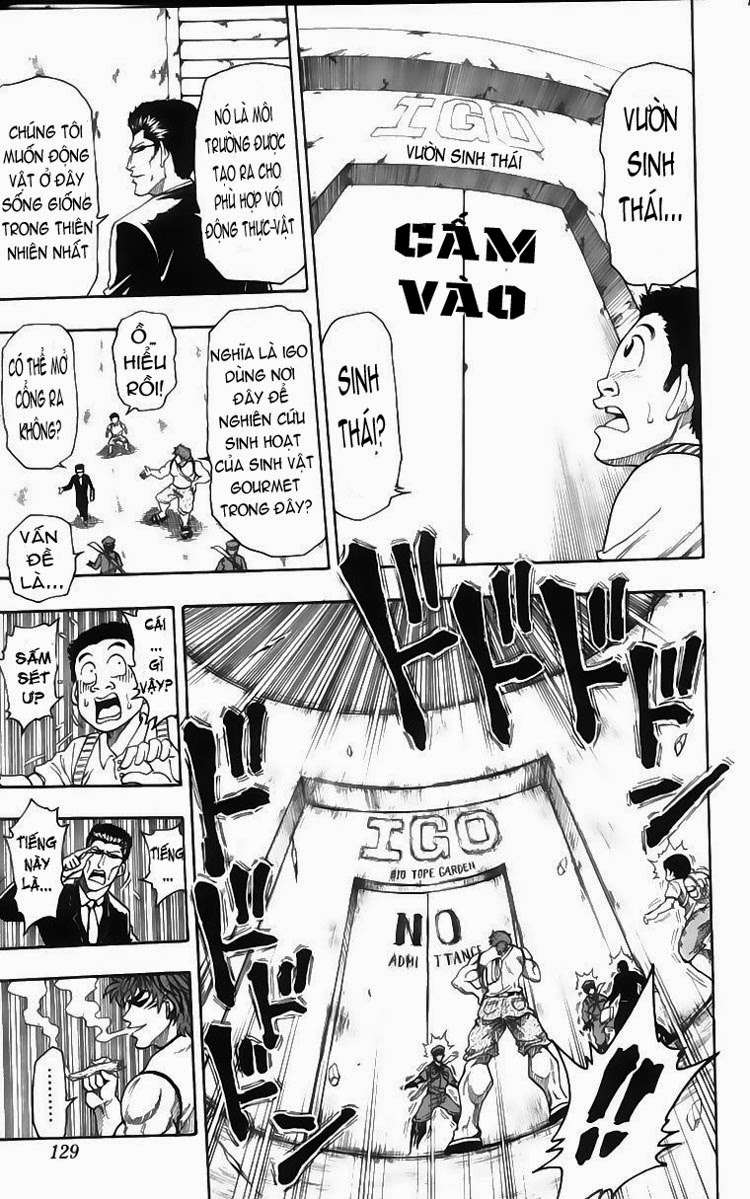 VƯỜN
SINH
THÁI...
IGO
VƯỜN SINH THÁI
CẤM
VÀO
SINH
THÁI?
NÓ LÀ MÔI
TRƯỜNG ĐƯỢC
TẠO RA CHO
PHÙ HỢP VỚI
ĐỘNG THỰC-VẬT
CHÚNG TÔI
MUỐN ĐỘNG
VẬT Ở ĐÂY
SỐNG GIỐNG
TRONG THIÊN
NHIÊN NHẤT
NGHĨA LÀ IGO
DÙNG NƠI
ĐÂY ĐỂ
NGHIÊN CỨU
SINH HOẠT
CỦA SINH VẬT
GOURMET
TRONG ĐÂY?
Ồ...
HIỂU
RỒI!
CÓ THỂ MỞ
CỔNG RA
KHÔNG?
VẤN
ĐỀ
LÀ...
ドドドドン
ドドドドン
IGO
BIO TOPE GARDEN
NO
ADMITTANCE
!!
CÁI
...
GÌ
VẬY?
SẤM
SÉT
Ư?
TIẾNG...
TIẾNG
NÀY
LÀ...
........
129